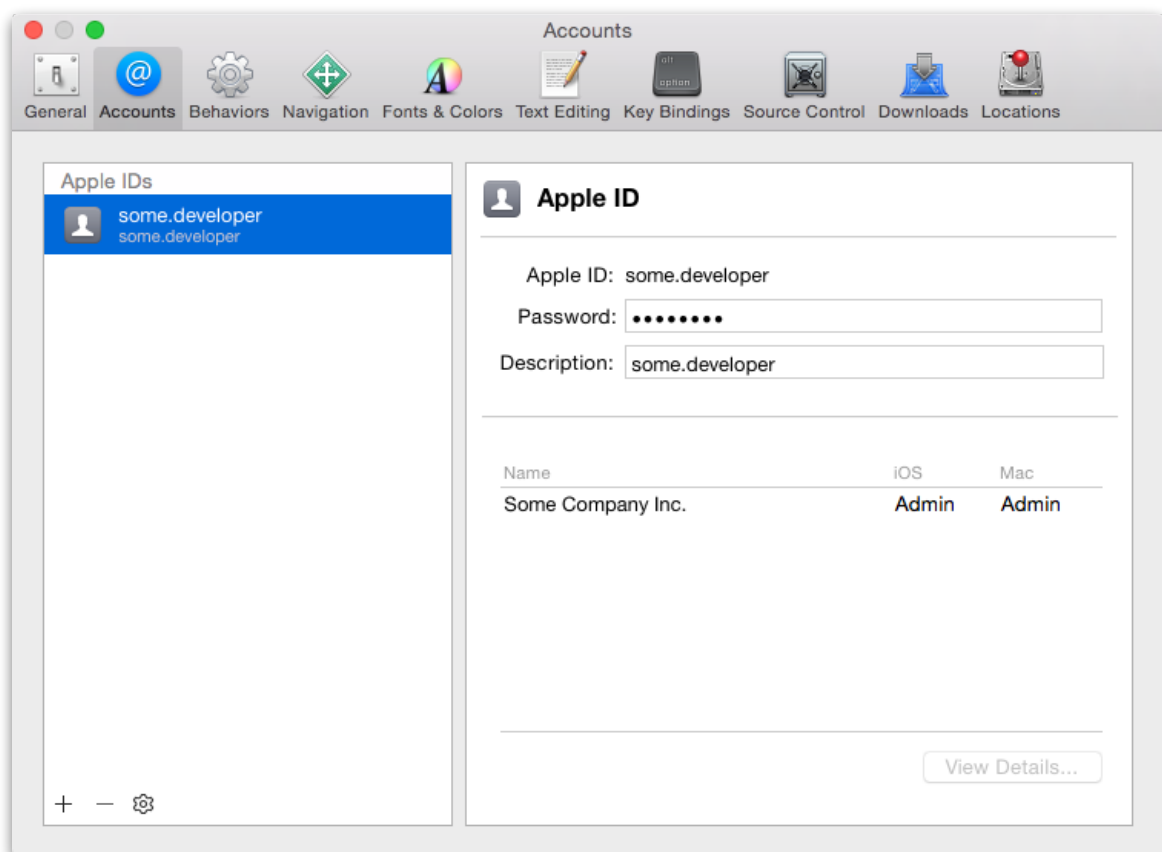 Accounts
General Accounts Behaviors Navigation Fonts & Colors Text Editing Key Bindings Source Control Downloads Locations
alt
option
Apple IDs
some.developer
some.developer
Apple ID
Apple ID: some.developer
Password: ••••••••
Description: some.developer
Name iOS Mac
Some Company Inc. Admin Admin
View Details...